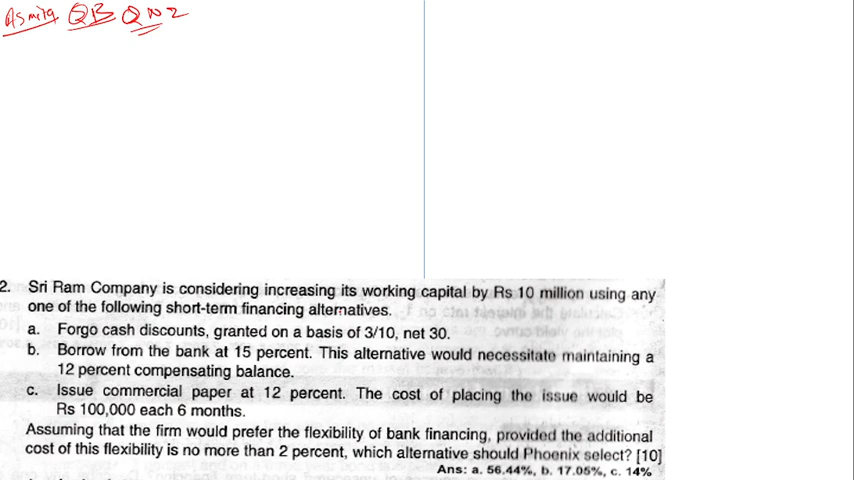 Asmita QB QN 2
2. Sri Ram Company is considering increasing its working capital by Rs 10 million using any
one of the following short-term financing alternatives.
a. Forgo cash discounts, granted on a basis of 3/10, net 30.
b. Borrow from the bank at 15 percent. This alternative would necessitate maintaining a
12 percent compensating balance.
c. Issue commercial paper at 12 percent. The cost of placing the issue would be
Rs 100,000 each 6 months.
Assuming that the firm would prefer the flexibility of bank financing, provided the additional
cost of this flexibility is no more than 2 percent, which alternative should Phoenix select? [10]
Ans: a. 56.44%, b. 17.05%, c. 14%